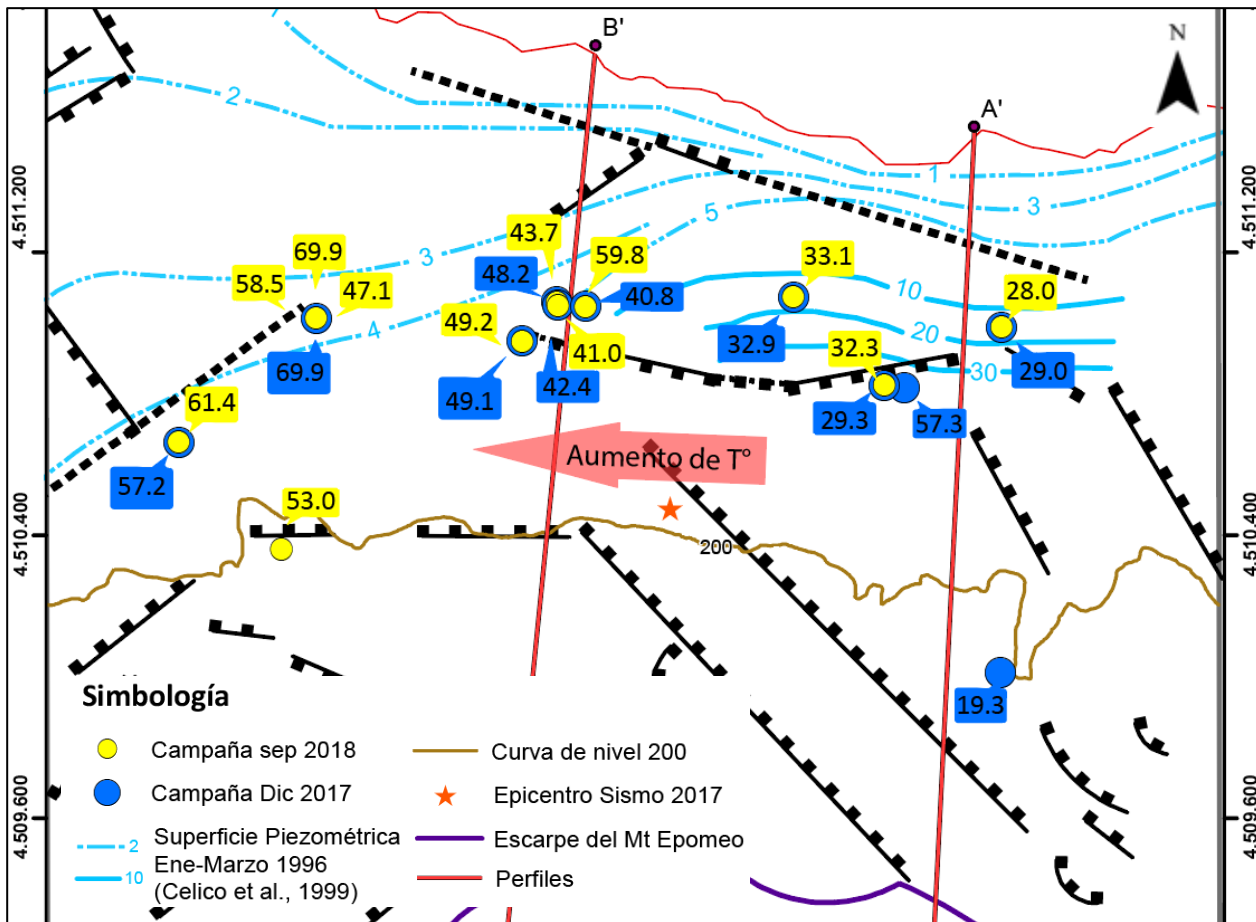 B'
N
A'
2
1
4.511.200
4.511.200
3
5
43.7
59.8
33.1
69.9
3
48.2
40.8
10
28.0
58.5
47.1
4
49.2
41.0
32.9
32.3
20
30
29.0
69.9
49.1
42.4
29.3
57.3
61.4
Aumento de T°
57.2
53.0
4.510.400
4.510.400
200
19.3
Simbología
Campaña sep 2018
Curva de nivel 200
Campaña Dic 2017
Epicentro Sismo 2017
4.509.600
4.509.600
2 Superficie Piezométrica
Ene-Marzo 1996
Escarpe del Mt Epomeo
10 (Celico et al., 1999)
Perfiles